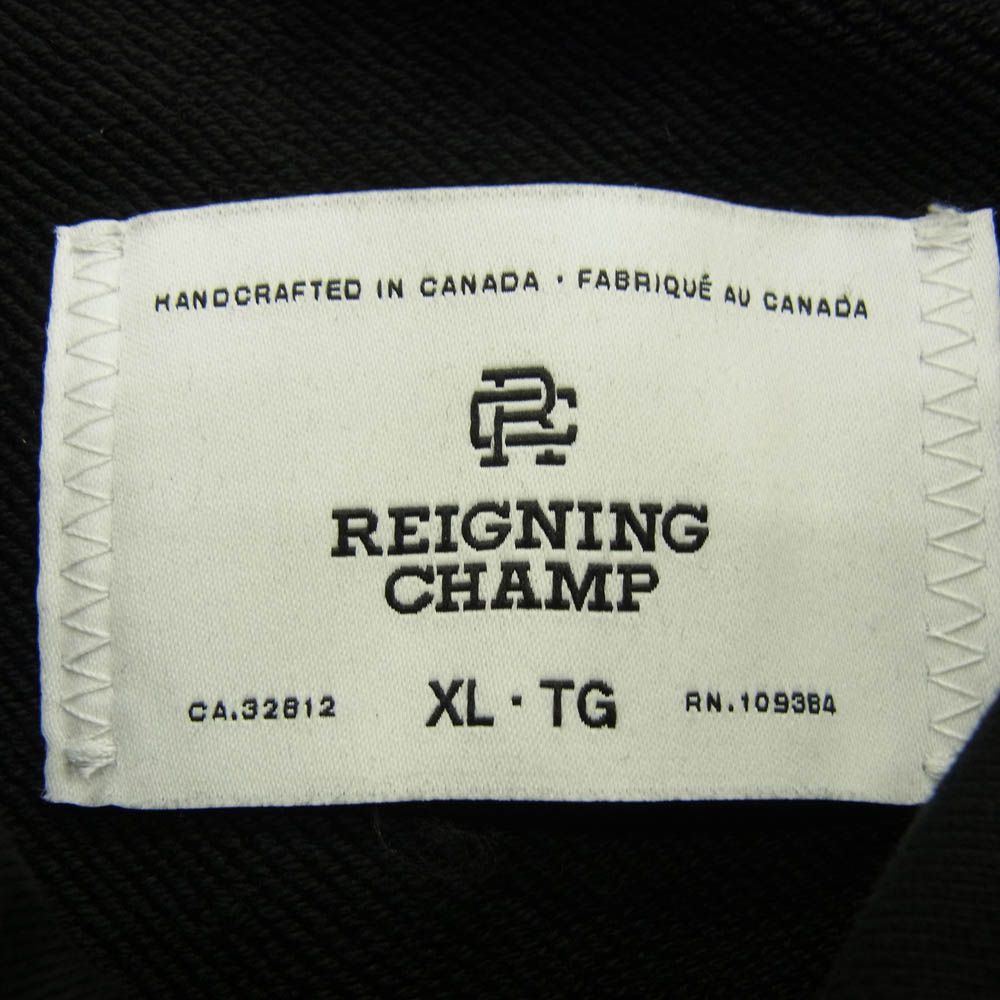 HANDCRAFTED IN CANADA · FABRIQUÉ AU CANADA
RC
REIGNING
CHAMP
CA.32812 XL · TG RN.109384